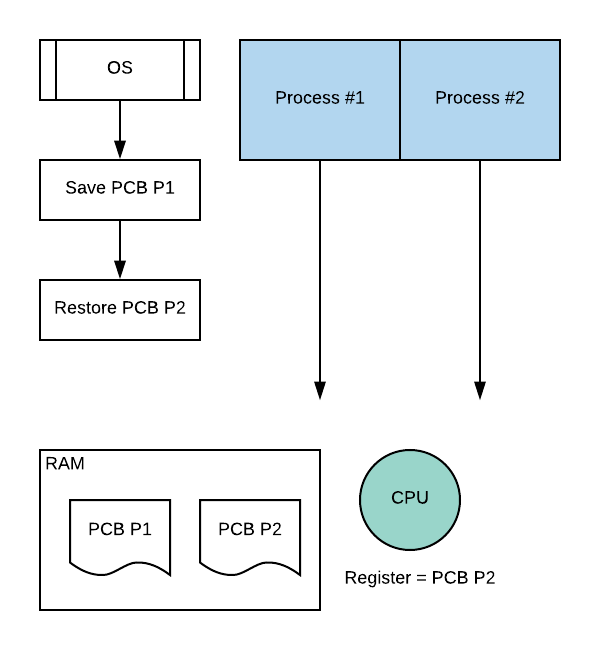 OS
Process #1
Process #2
Save PCB P1
Restore PCB P2
RAM
PCB P1
PCB P2
CPU
Register = PCB P2